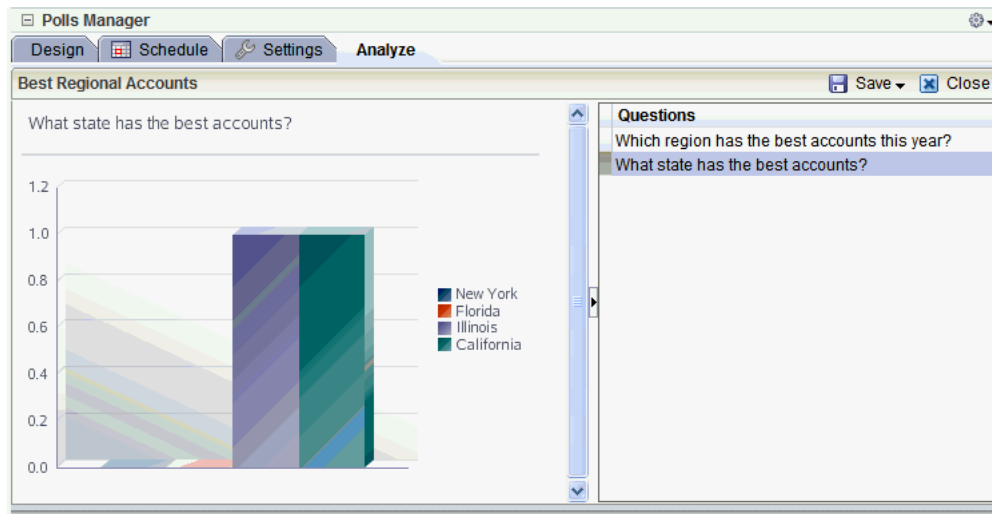 Polls Manager
Design Schedule Settings Analyze
Best Regional Accounts Save Close
What state has the best accounts?
1.2
1.0
0.8
0.6
0.4
0.2
0.0
New York
Florida
Illinois
California
Questions
Which region has the best accounts this year?
What state has the best accounts?